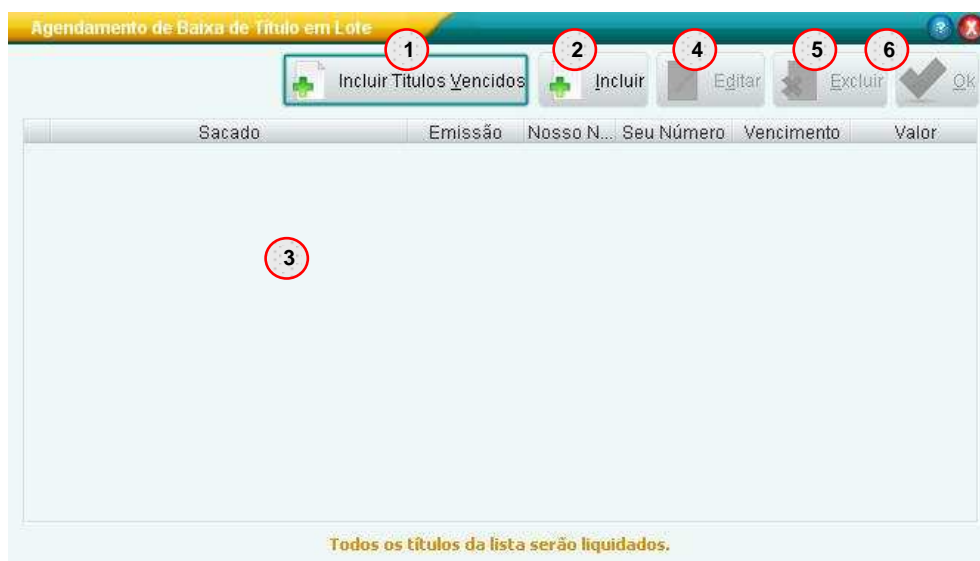 Agendamento de Baixa de Título em Lote
1 2 4 5 6
Incluir Títulos Vencidos Incluir Editar Excluir Ok
Sacado Emissão Nosso N... Seu Número Vencimento Valor
3
Todos os títulos da lista serão liquidados.